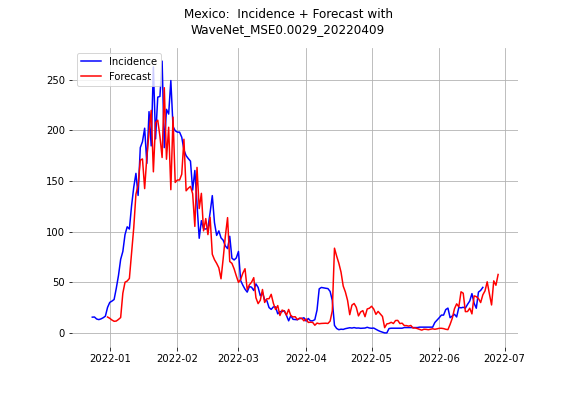 Mexico:  Incidence + Forecast with
WaveNet_MSE0.0029_20220409
Incidence
Forecast
250
200
150
100
50
0
2022-01 2022-02 2022-03 2022-04 2022-05 2022-06 2022-07